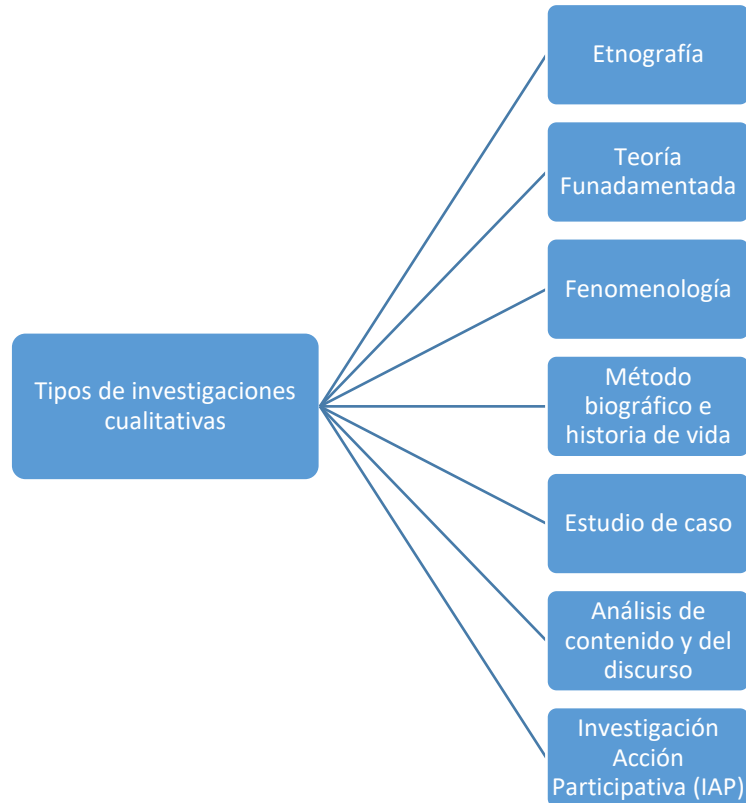 Etnografía
Teoría
Funadamentada
Fenomenología
Tipos de investigaciones
cualitativas
Método
biográfico e
historia de vida
Estudio de caso
Análisis de
contenido y del
discurso
Investigación
Acción
Participativa (IAP)